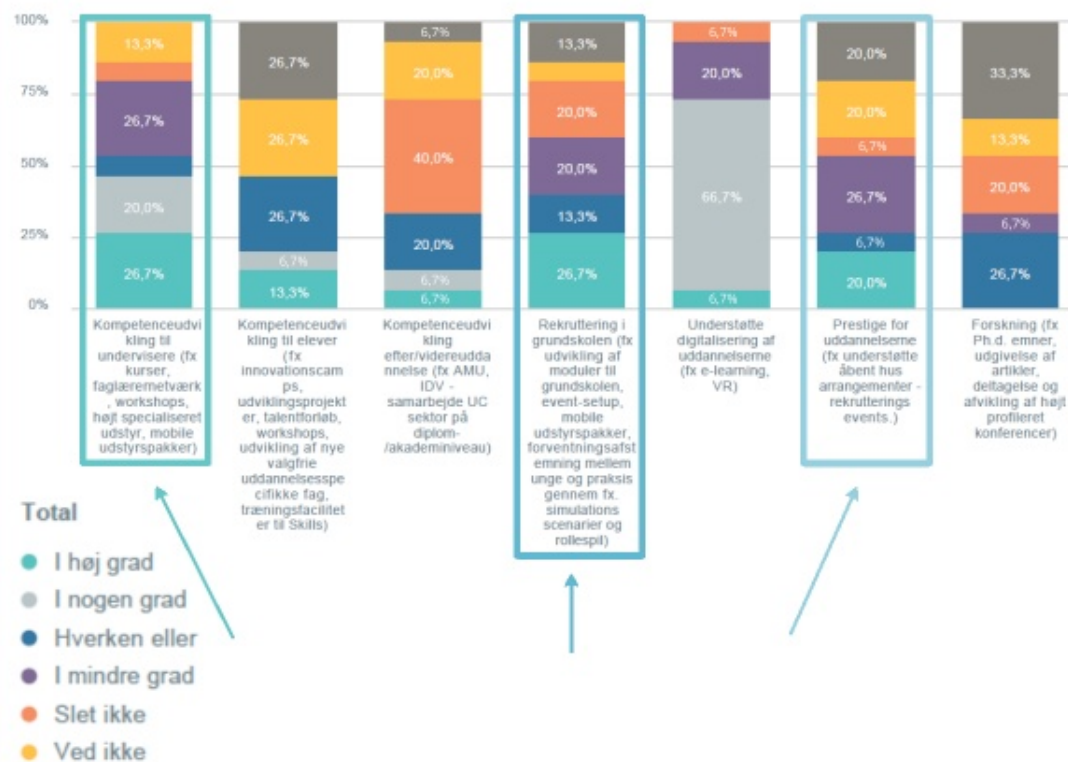 100%
75%
50%
25%
0%
13,3%
26,7%
20,0%
26,7%
26,7%
26,7%
26,7%
6,7%
13,3%
6,7%
20,0%
40,0%
20,0%
6,7%
6,7%
13,3%
20,0%
20,0%
13,3%
26,7%
6,7%
20,0%
66,7%
6,7%
20,0%
20,0%
6,7%
26,7%
6,7%
20,0%
33,3%
13,3%
20,0%
6,7%
26,7%
Kompetenceudvi
kling til
undervisere (fx
kurser,
faglærernetværk
, workshops,
højt specialiseret
udstyr, mobile
udstyrspakker)
Kompetenceudvi
kling til elever
(fx
innovationscam
ps,
udviklingsprojekt
er, talentforløb,
workshops,
udvikling af nye
valgfrie
uddannelsesspe
cifikke fag,
træningsfacilitet
er til Skills)
Kompetenceudvi
kling
efter/videreudda
nnelse (fx AMU,
IDV -
samarbejde UC
sektor på
diplom-
/akademiniveau)
Rekruttering i
grundskolen (fx
udvikling af
moduler til
grundskolen,
event-setup,
mobile
udstyrspakker,
forventningsafst
emning mellem
unge og praksis
gennem fx.
simulations
scenarier og
rollespil)
Understøtte
digitalisering af
uddannelserne
(fx e-learning,
VR)
Prestige for
uddannelserne
(fx understøtte
åbent hus
arrangementer -
rekrutterings
events.)
Forskning (fx
Ph.d. emner,
udgivelse af
artikler,
deltagelse og
afvikling af højt
profileret
konferencer)
Total
I høj grad
I nogen grad
Hverken eller
I mindre grad
Slet ikke
Ved ikke